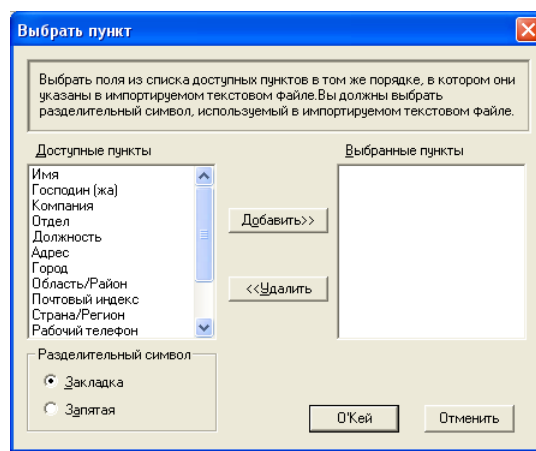 Выбрать пункт
Выбрать поля из списка доступных пунктов в том же порядке, в котором они
указаны в импортируемом текстовом файле.Вы должны выбрать
разделительный символ, используемый в импортируемом текстовом файле.
Доступные пункты
Выбранные пункты
Имя
Господин (жа)
Компания
Отдел
Должность
Адрес
Город
Область/Район
Почтовый индекс
Страна/Регион
Рабочий телефон
Добавить>>
<<Удалить
Разделительный символ
Закладка
Запятая
О'Кей
Отменить